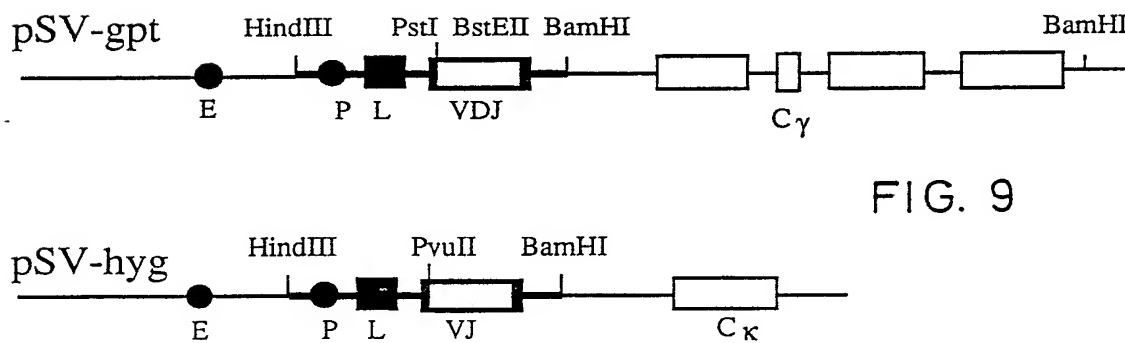 pSV-gpt
HindIII PstI BstEII BamHI BamHI
E P L VDJ Cγ
FIG. 9
pSV-hyg
HindIII PvuII BamHI
E P L VJ Cκ